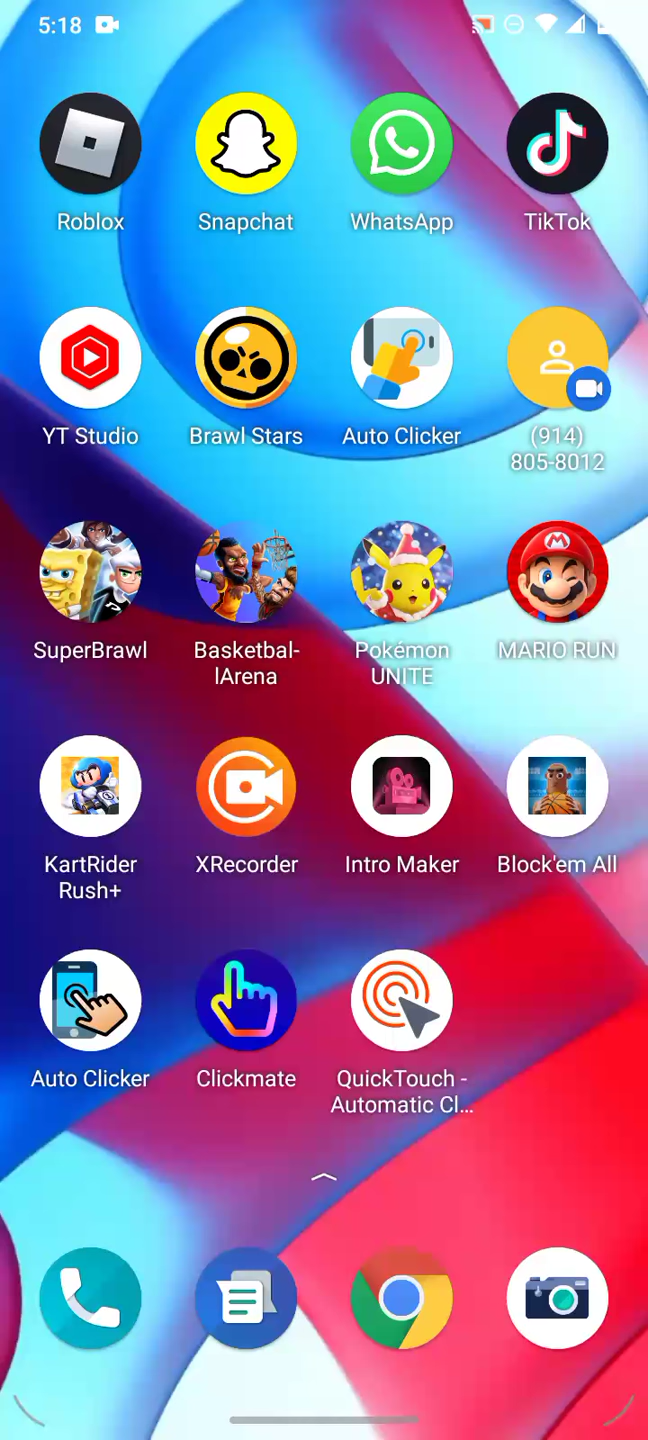 5:18
Roblox
Snapchat
WhatsApp
TikTok
YT Studio
Brawl Stars
Auto Clicker
(914)
805-8012
SuperBrawl
Basketbal-
lArena
Pokémon
UNITE
MARIO RUN
KartRider
Rush+
XRecorder
Intro Maker
Block'em All
Auto Clicker
Clickmate
QuickTouch -
Automatic Cl...